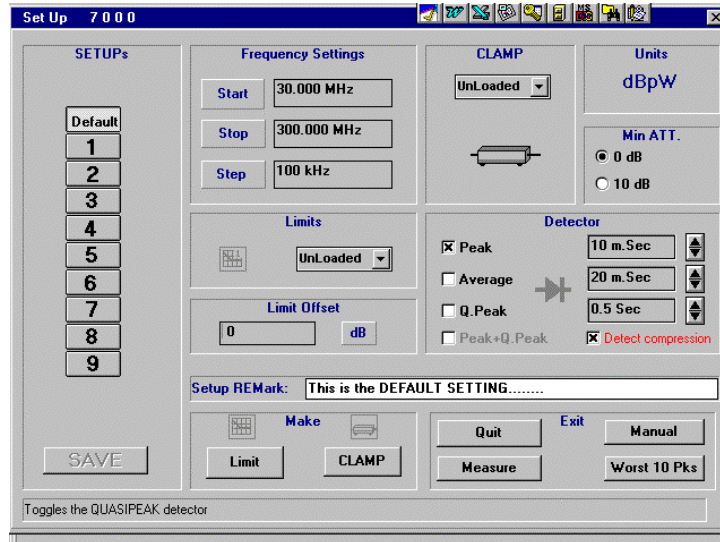 Set Up 7000
SETUPs
Default
1
2
3
4
5
6
7
8
9
SAVE
Frequency Settings
Start 30.000 MHz
Stop 300.000 MHz
Step 100 kHz
CLAMP
UnLoaded
Units
dBpW
Min ATT.
0 dB
10 dB
Limits
UnLoaded
Limit Offset
0 dB
Detector
Peak 10 m.Sec
Average 20 m.Sec
Q.Peak 0.5 Sec
Peak+Q.Peak Detect compression
Setup REMark: This is the DEFAULT SETTING........
Make
Limit CLAMP
Exit
Quit Manual
Measure Worst 10 Pks
Toggles the QUASIPEAK detector